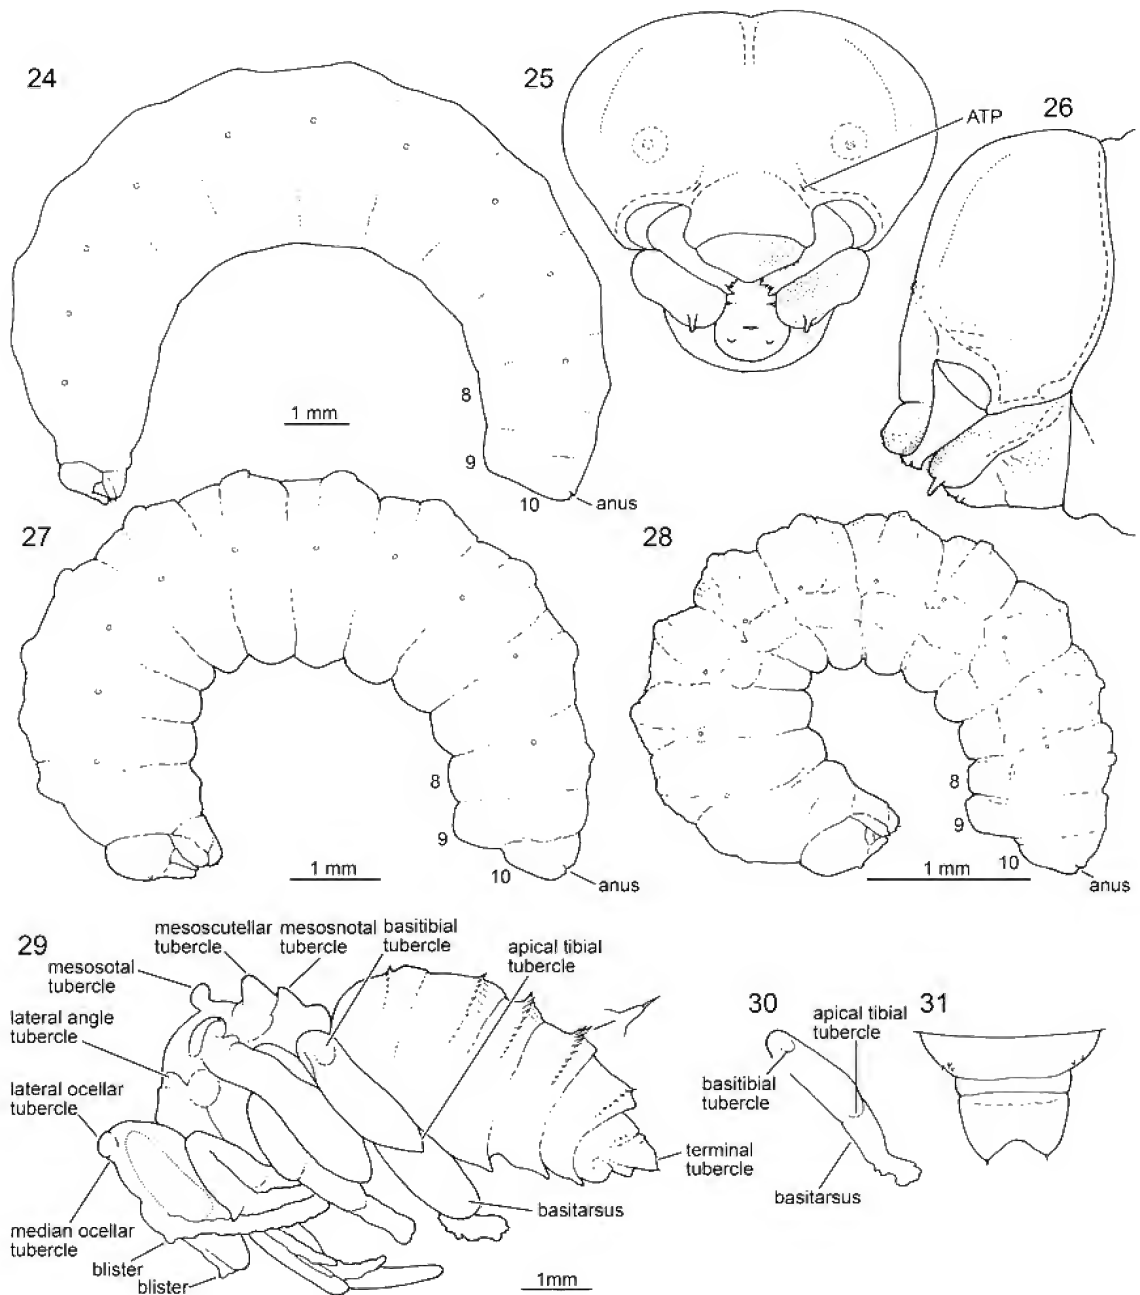 24
25
26
ATP
1 mm
8
9
10
anus
27
28
8
9
10
anus
1 mm
8
9
10
anus
1 mm
29
mesoscutellar
tubercle
mesosnotal
tubercle
basitibial
tubercle
apical tibial
tubercle
mesosotal
tubercle
lateral angle
tubercle
lateral ocellar
tubercle
median ocellar
tubercle
blister
blister
terminal
tubercle
basitarsus
1mm
30
31
apical tibial
tubercle
basitibial
tubercle
basitarsus